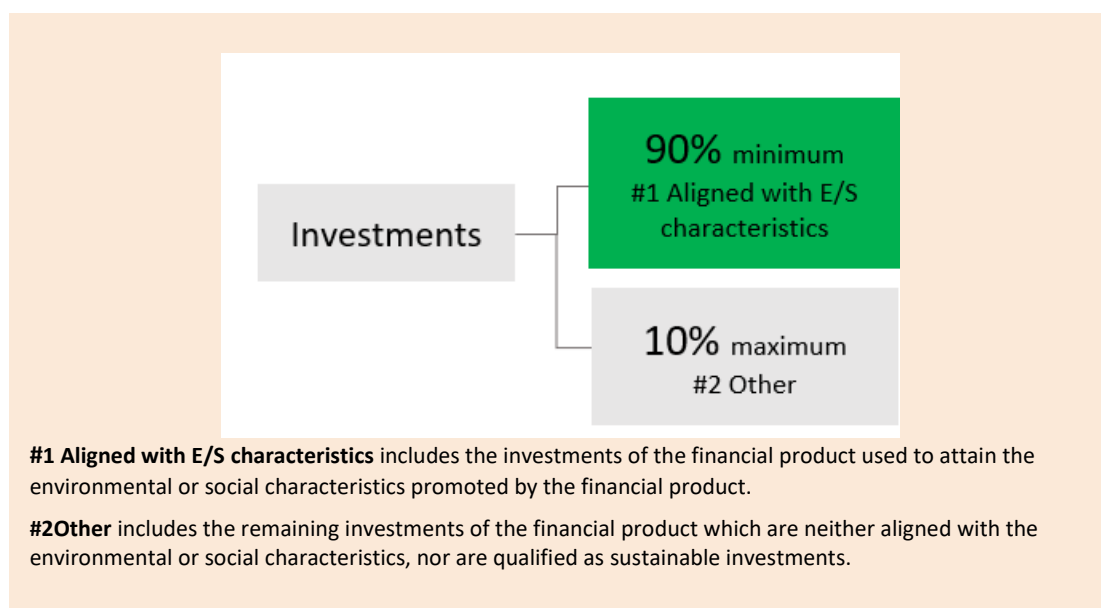 90% minimum
#1 Aligned with E/S
characteristics
Investments
10% maximum
#2 Other
#1 Aligned with E/S characteristics includes the investments of the financial product used to attain the
environmental or social characteristics promoted by the financial product.
#2Other includes the remaining investments of the financial product which are neither aligned with the
environmental or social characteristics, nor are qualified as sustainable investments.